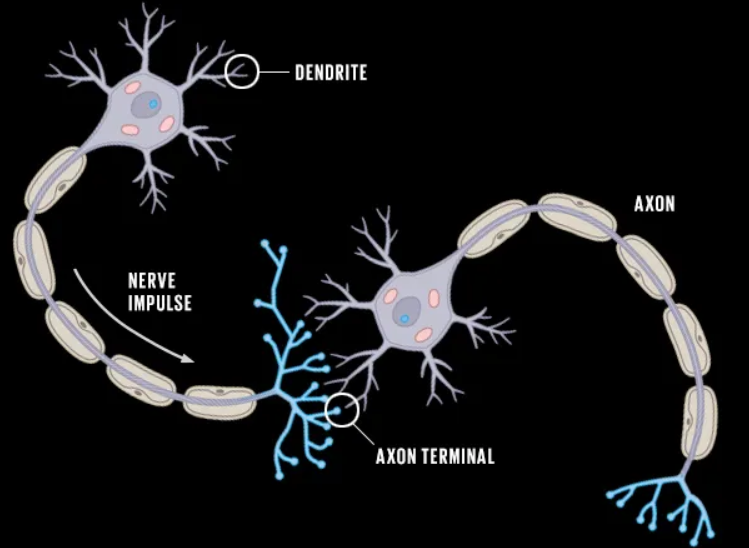 DENDRITE
AXON
NERVE
IMPULSE
AXON TERMINAL